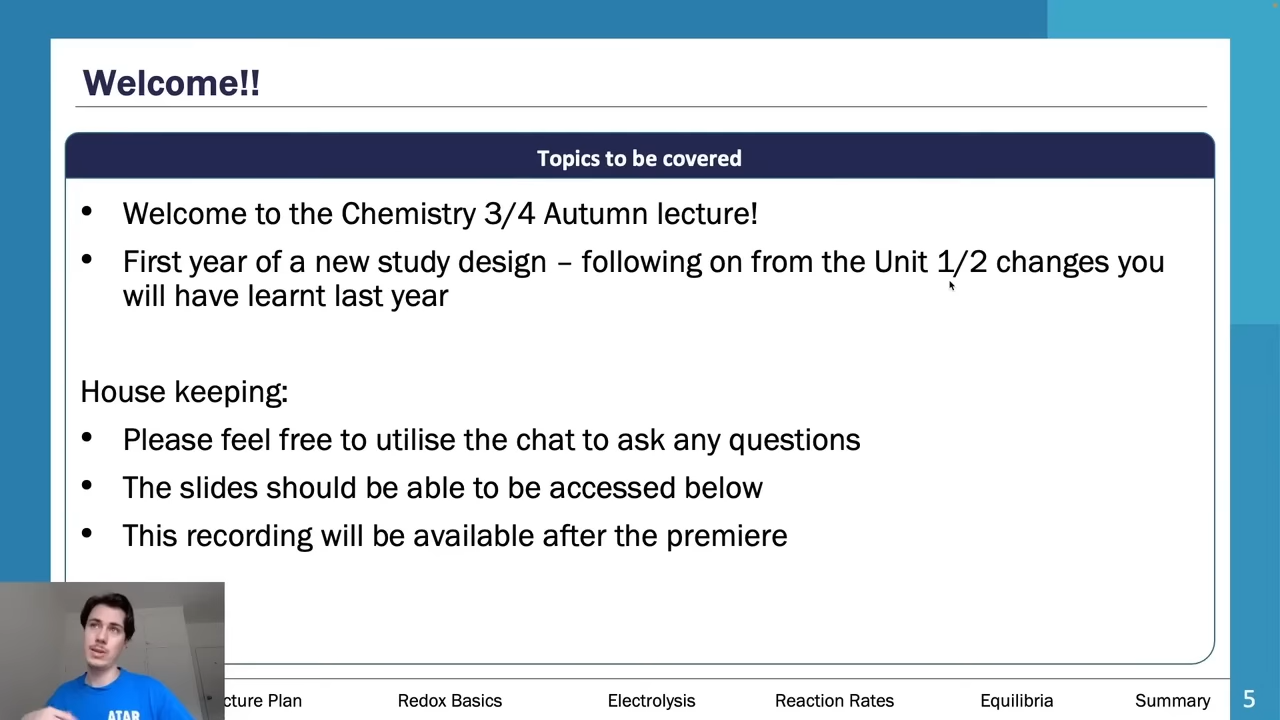 Welcome!!
Topics to be covered
• Welcome to the Chemistry 3/4 Autumn lecture!
• First year of a new study design – following on from the Unit 1/2 changes you
will have learnt last year
House keeping:
• Please feel free to utilise the chat to ask any questions
• The slides should be able to be accessed below
• This recording will be available after the premiere
ATAR
cture Plan Redox Basics Electrolysis Reaction Rates Equilibria Summary 5